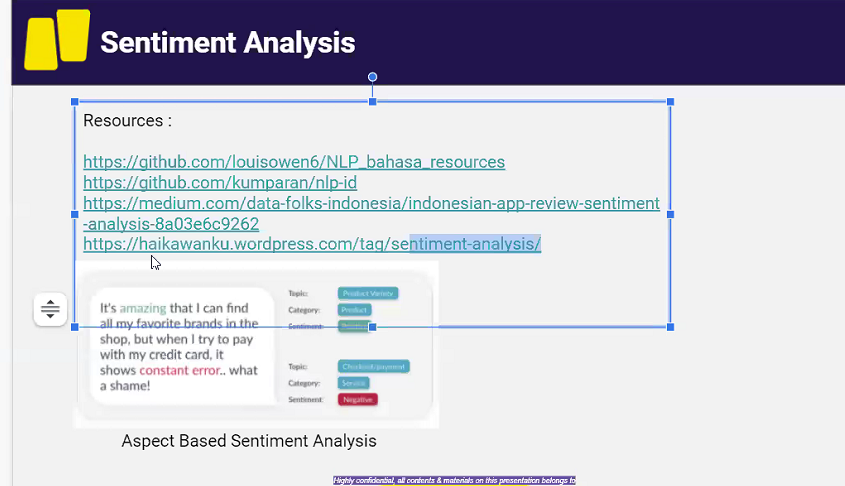 Sentiment Analysis
Resources :
https://github.com/louisowen6/NLP_bahasa_resources
https://github.com/kumparan/nlp-id
https://medium.com/data-folks-indonesia/indonesian-app-review-sentiment
-analysis-8a03e6c9262
https://haikawanku.wordpress.com/tag/sentiment-analysis/
It's amazing that I can find
all my favorite brands in the
shop, but when I try to pay
with my credit card, it
shows constant error.. what
a shame!
Topic: Product Variety
Category: Product
Sentiment: Positive
Topic: Checkout/payment
Category: Service
Sentiment: Negative
Aspect Based Sentiment Analysis
Highly confidential, all contents & materials on this presentation belongs to